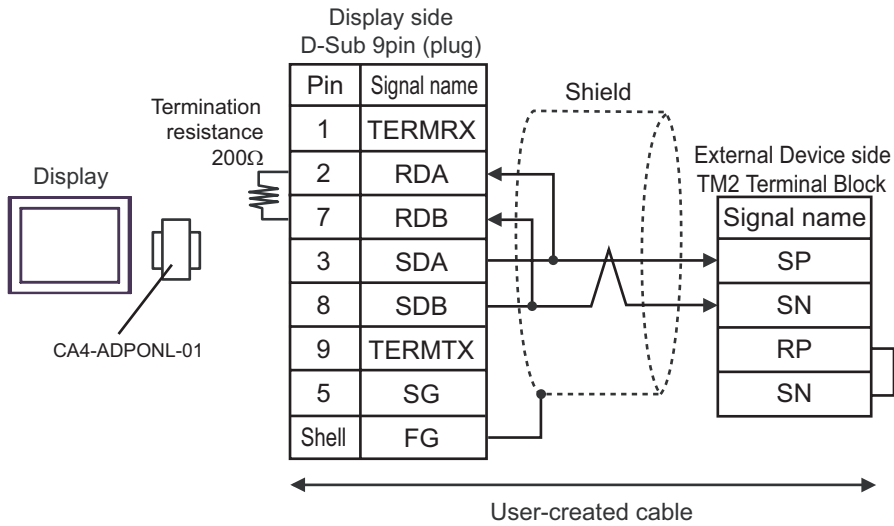 Display side
D-Sub 9pin (plug)
Pin Signal name
1 TERMRX
2 RDA
7 RDB
3 SDA
8 SDB
9 TERMTX
5 SG
Shell FG
Termination
resistance
200Ω
Display
CA4-ADPONL-01
Shield
External Device side
TM2 Terminal Block
Signal name
SP
SN
RP
SN
User-created cable